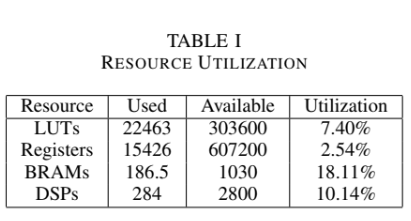 TABLE I
RESOURCE UTILIZATION
Resource Used Available Utilization
LUTs 22463 303600 7.40%
Registers 15426 607200 2.54%
BRAMs 186.5 1030 18.11%
DSPs 284 2800 10.14%